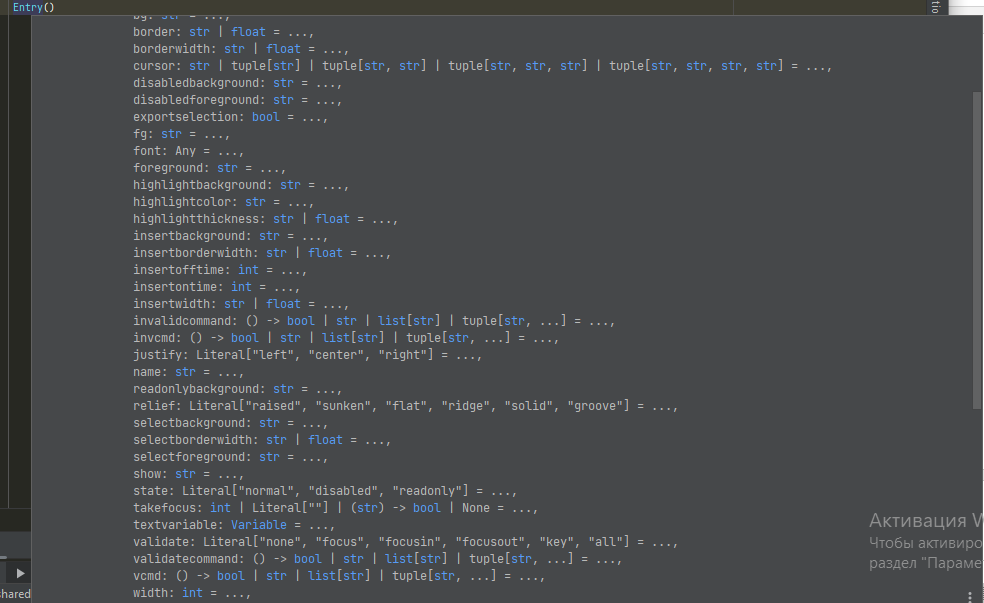 Entry()
bg: str = ...,
border: str | float = ...,
borderwidth: str | float = ...,
cursor: str | tuple[str] | tuple[str, str] | tuple[str, str, str] | tuple[str, str, str, str] = ...,
disabledbackground: str = ...,
disabledforeground: str = ...,
exportselection: bool = ...,
fg: str = ...,
font: Any = ...,
foreground: str = ...,
highlightbackground: str = ...,
highlightcolor: str = ...,
highlightthickness: str | float = ...,
insertbackground: str = ...,
insertborderwidth: str | float = ...,
insertofftime: int = ...,
insertontime: int = ...,
insertwidth: str | float = ...,
invalidcommand: () -> bool | str | list[str] | tuple[str, ...] = ...,
invcmd: () -> bool | str | list[str] | tuple[str, ...] = ...,
justify: Literal["left", "center", "right"] = ...,
name: str = ...,
readonlybackground: str = ...,
relief: Literal["raised", "sunken", "flat", "ridge", "solid", "groove"] = ...,
selectbackground: str = ...,
selectborderwidth: str | float = ...,
selectforeground: str = ...,
show: str = ...,
state: Literal["normal", "disabled", "readonly"] = ...,
takefocus: int | Literal[""] | (str) -> bool | None = ...,
textvariable: Variable = ...,
validate: Literal["none", "focus", "focusin", "focusout", "key", "all"] = ...,
validatecommand: () -> bool | str | list[str] | tuple[str, ...] = ...,
vcmd: () -> bool | str | list[str] | tuple[str, ...] = ...,
width: int = ...,
Активация W
Чтобы активиро
раздел "Параме
shared